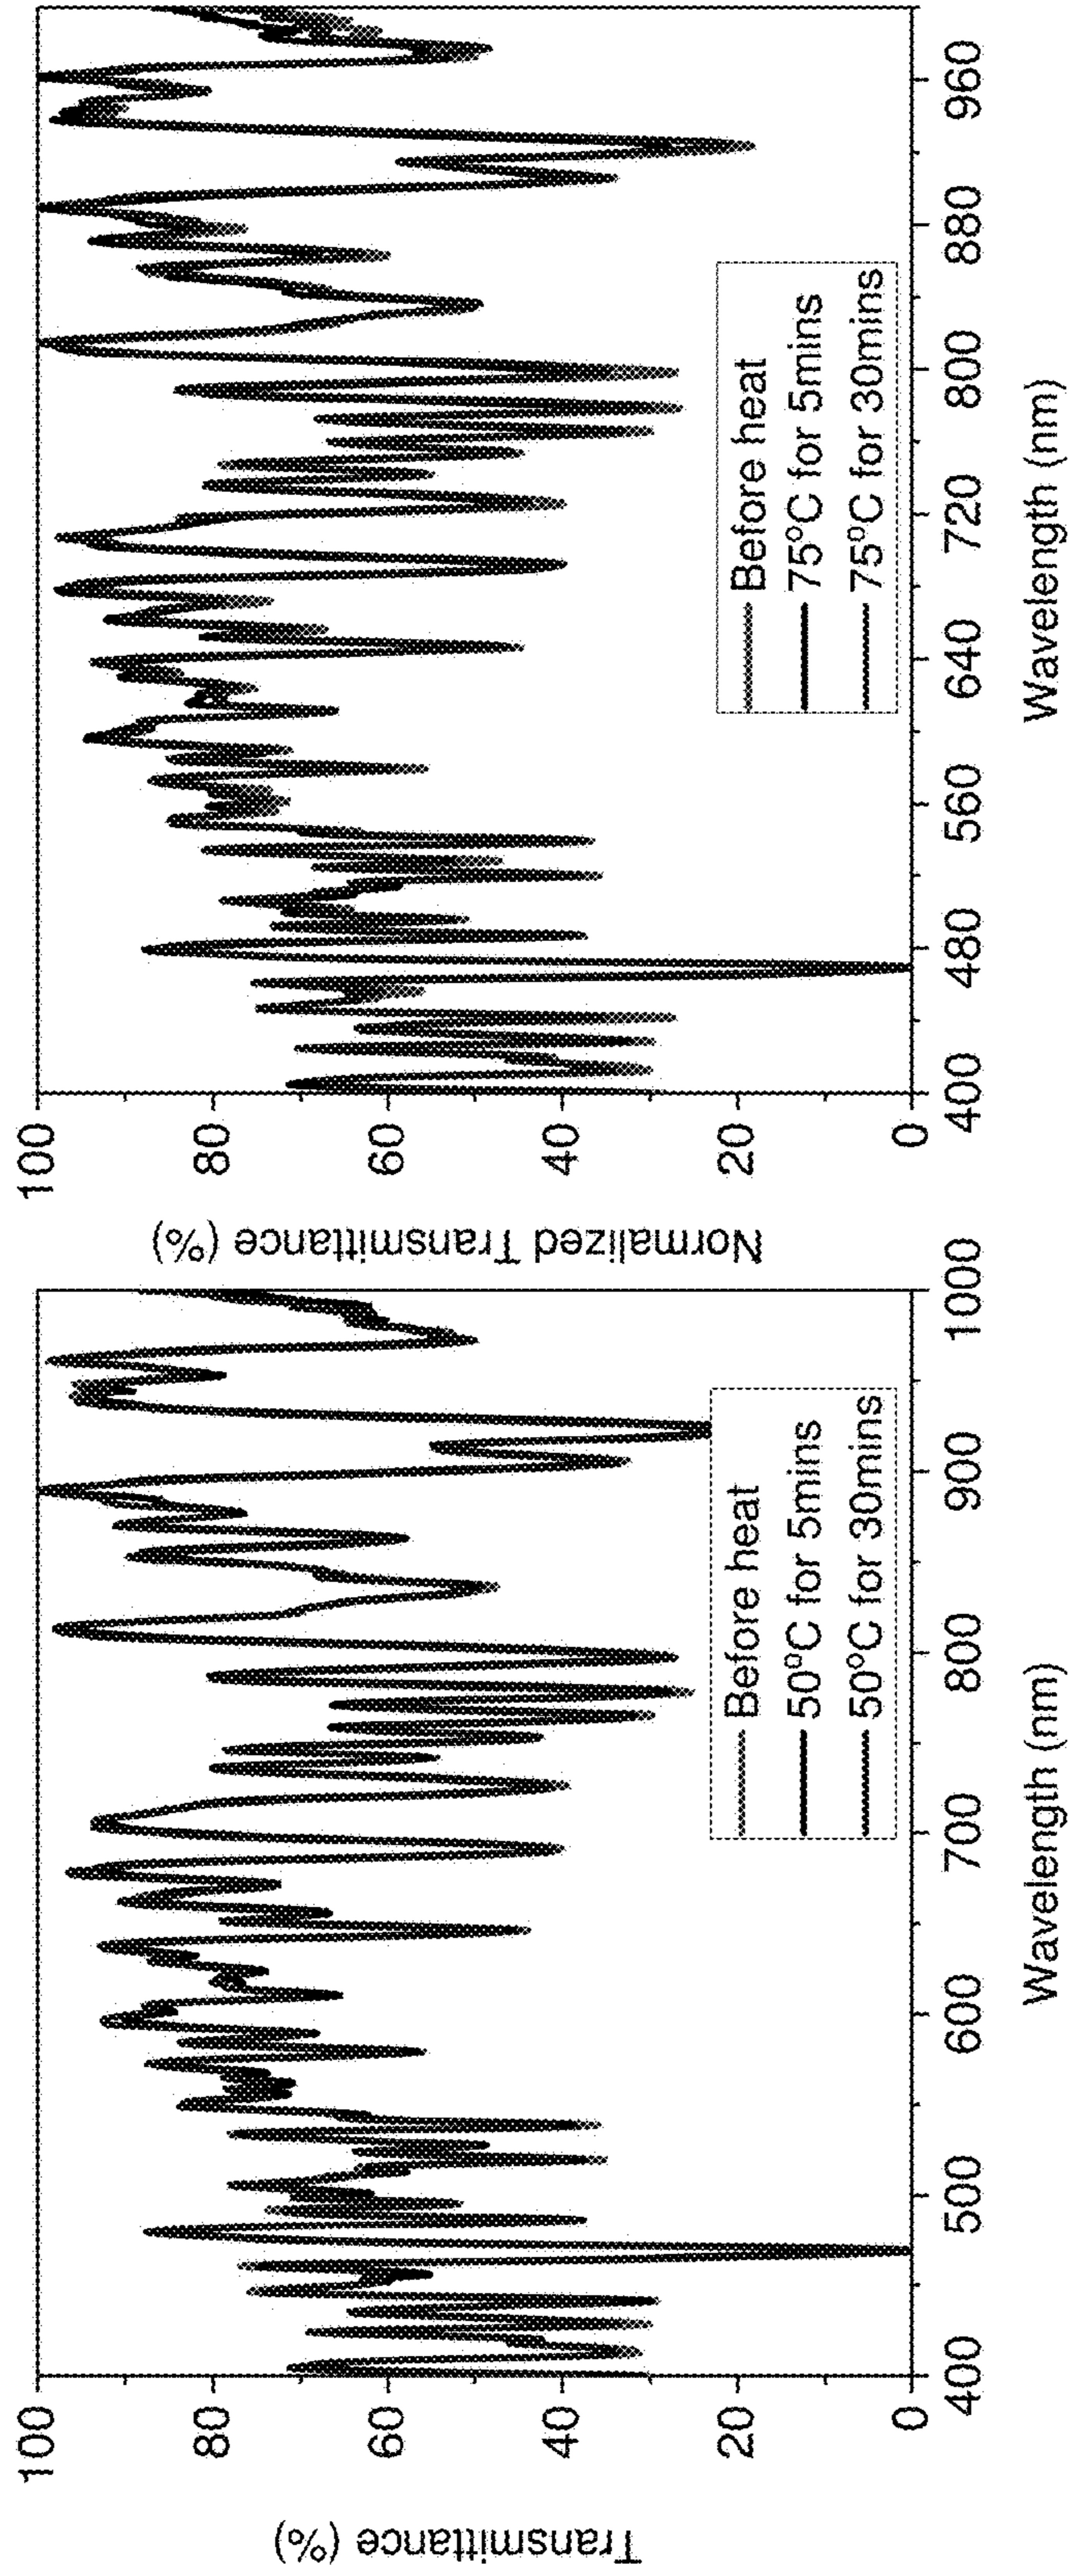 Transmittance (%)
100
80
60
40
20
0
Before heat
50°C for 5mins
50°C for 30mins
400
500
600
700
800
900
1000
Wavelength (nm)
Normalized Transmittance (%)
100
80
60
40
20
0
Before heat
75°C for 5mins
75°C for 30mins
400
480
560
640
720
800
880
960
Wavelength (nm)